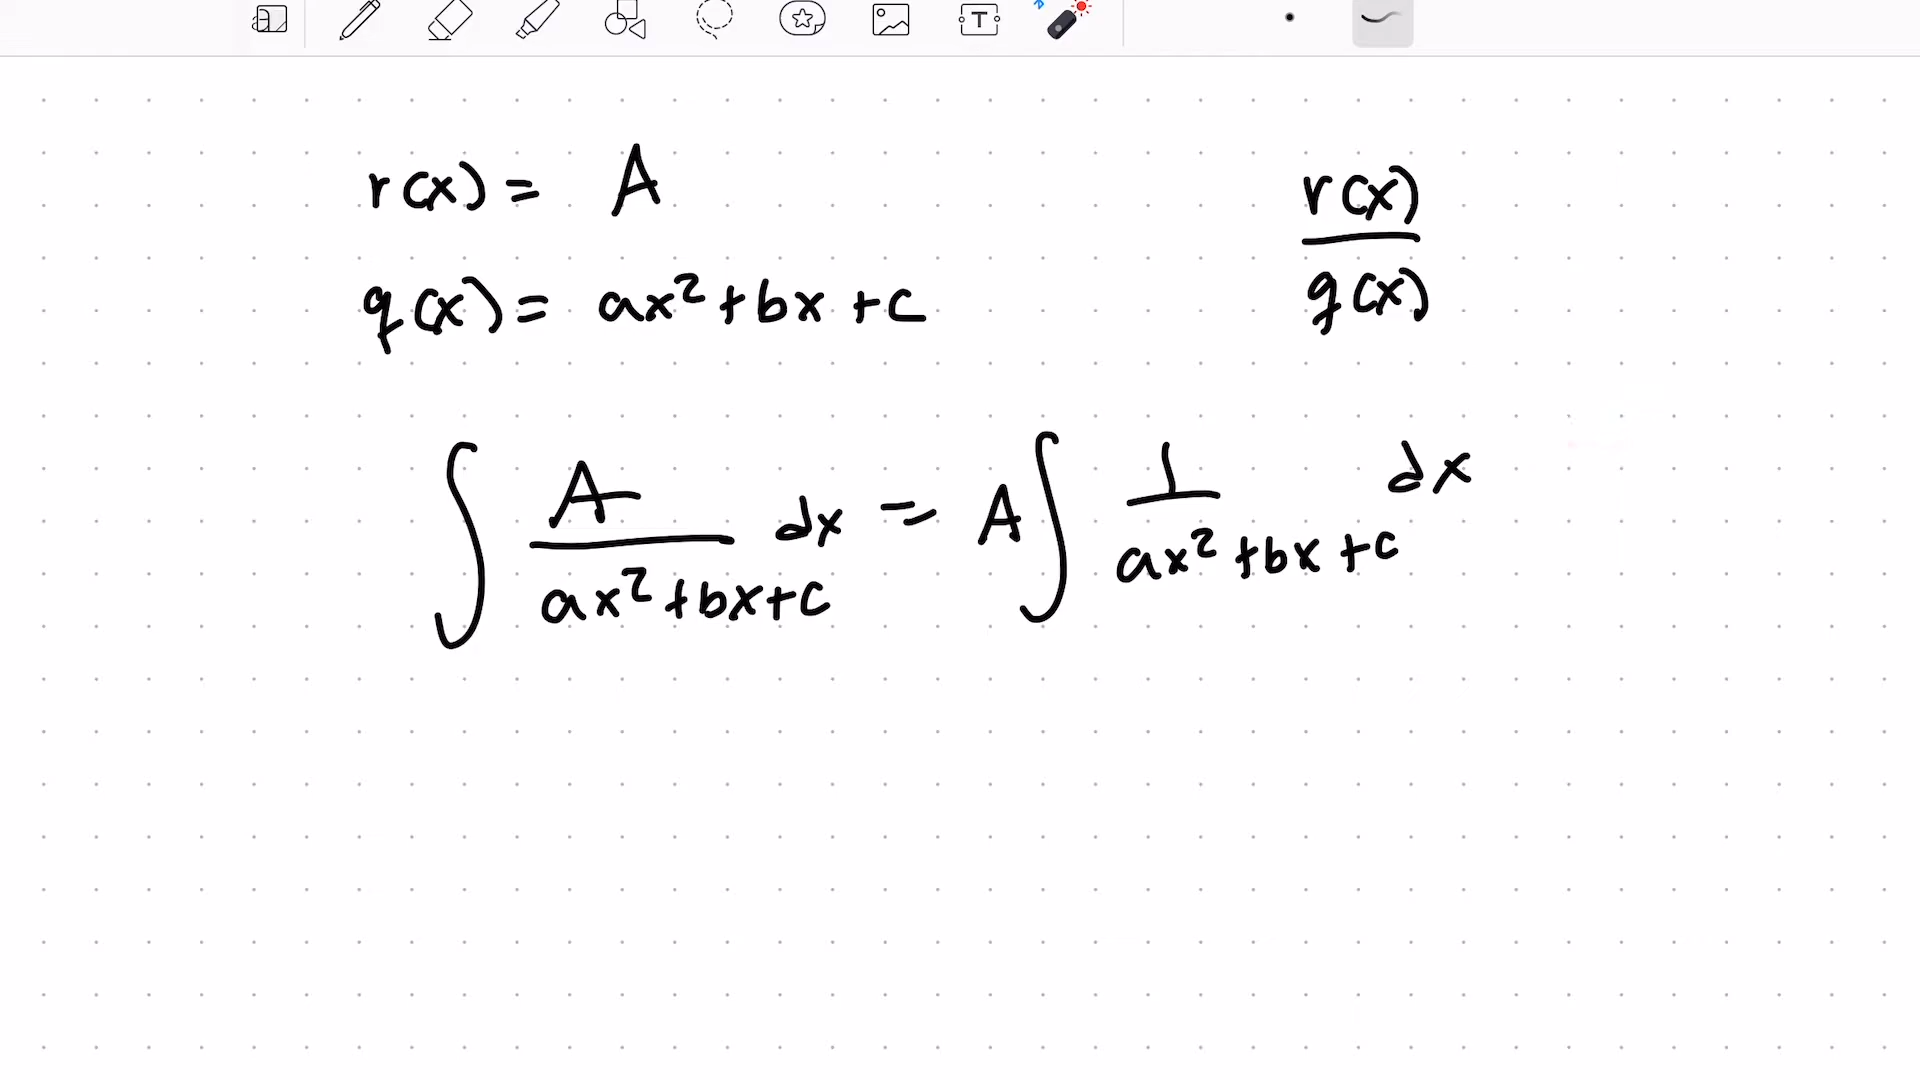 r(x) = A
q(x) = ax² + bx + c
r(x)/q(x)
∫ A/(ax² + bx + c) dx = A ∫ 1/(ax² + bx + c) dx